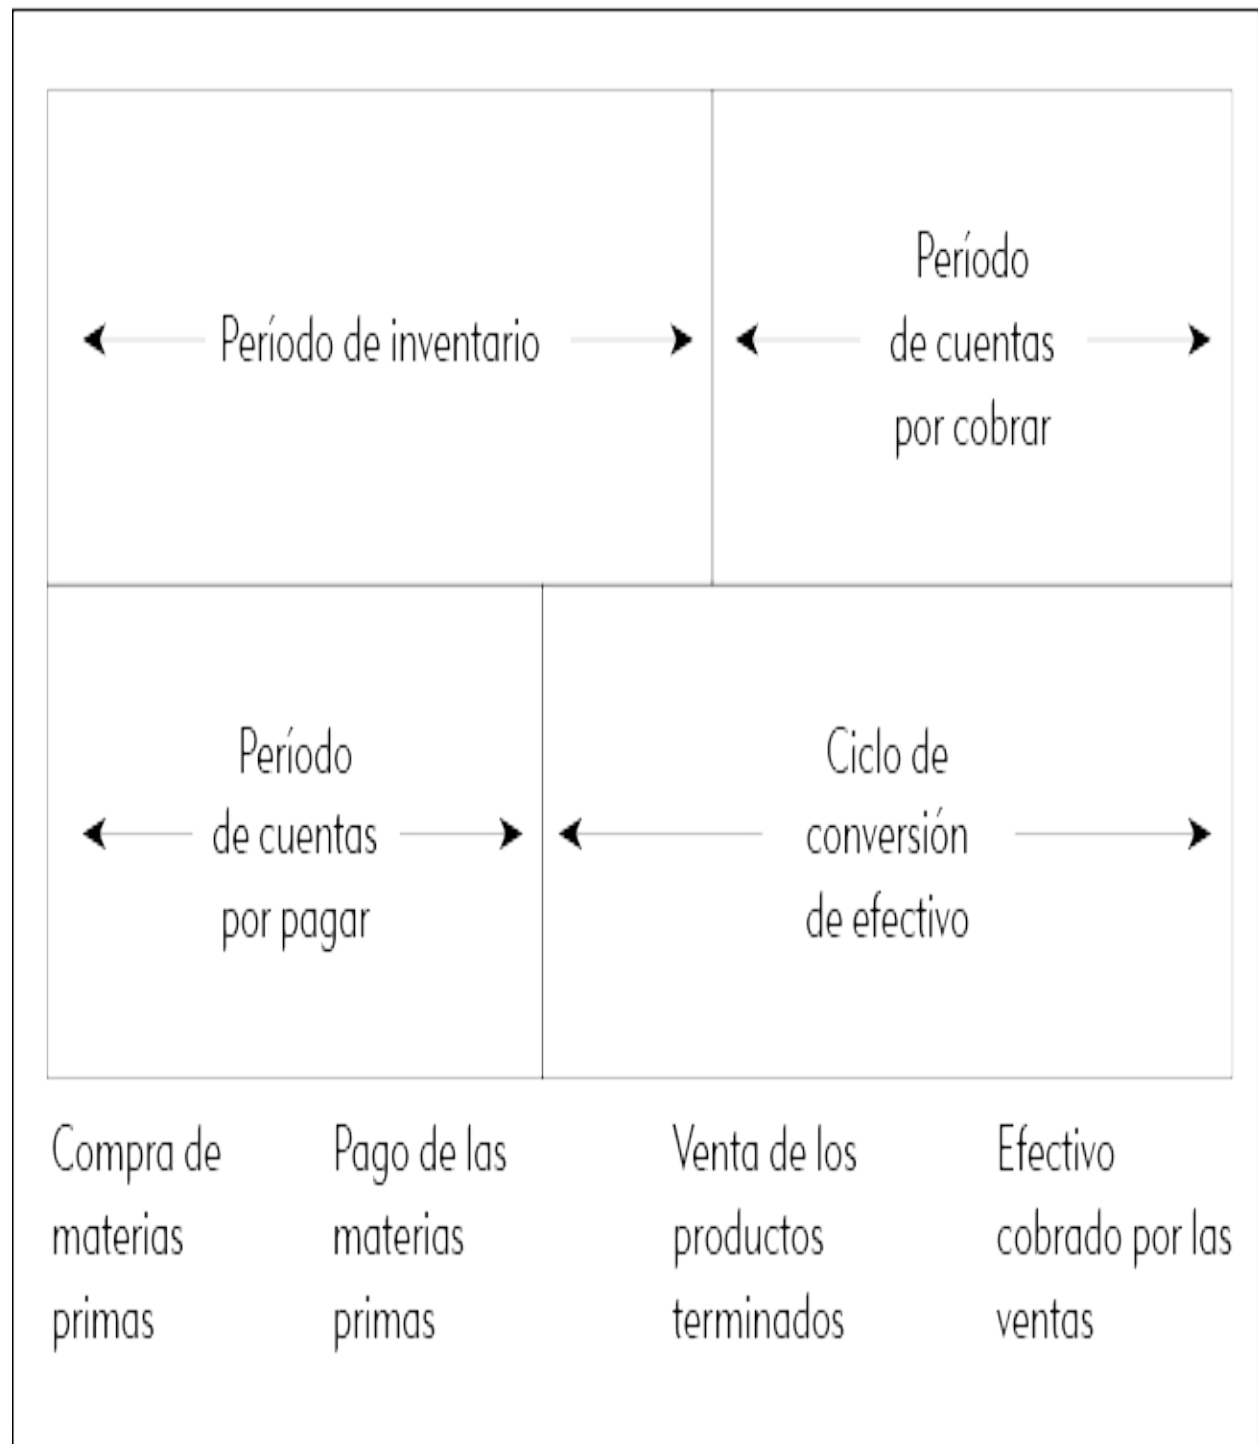 Período de inventario
Período
de cuentas
por cobrar
Período
de cuentas
por pagar
Ciclo de
conversión
de efectivo
Compra de
materias
primas
Pago de las
materias
primas
Venta de los
productos
terminados
Efectivo
cobrado por las
ventas